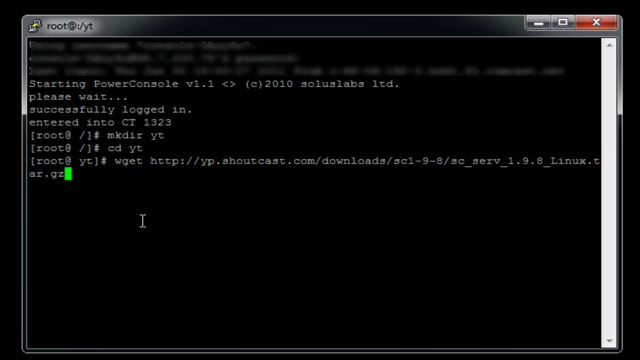 root@:/yt
Starting PowerConsole v1.1 <> (c)2010 soluslabs ltd.
please wait...
successfully logged in.
entered into CT 1323
[root@ /]# mkdir yt
[root@ /]# cd yt
[root@ yt]# wget http://yp.shoutcast.com/downloads/sc1-9-8/sc_serv_1.9.8_Linux.t
ar.gz